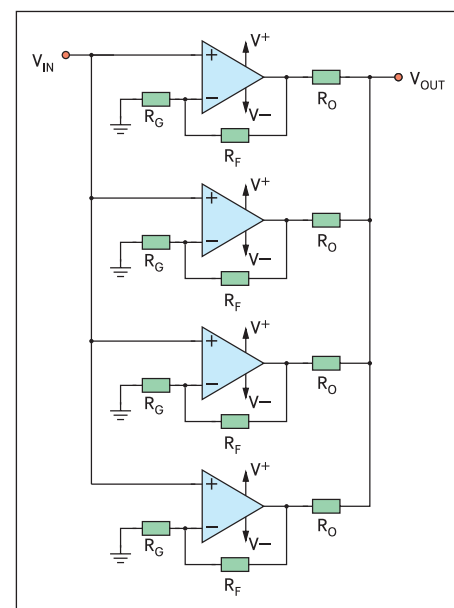 V+
VIN
+
VOUT
−
RO
RG
V−
RF
V+
+
−
RO
RG
V−
RF
V+
+
−
RO
RG
V−
RF
V+
+
−
RO
RG
V−
RF